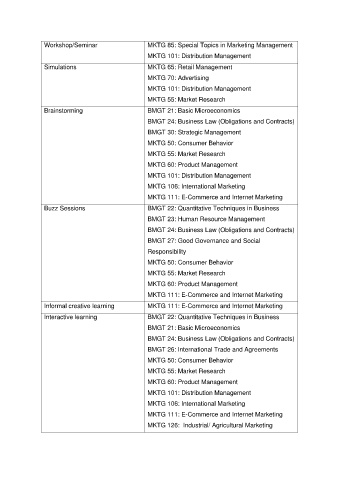 Workshop/Seminar
MKTG 85: Special Topics in Marketing Management
MKTG 101: Distribution Management
Simulations
MKTG 65: Retail Management
MKTG 70: Advertising
MKTG 101: Distribution Management
MKTG 55: Market Research
Brainstorming
BMGT 21: Basic Microeconomics
BMGT 24: Business Law (Obligations and Contracts)
BMGT 30: Strategic Management
MKTG 50: Consumer Behavior
MKTG 55: Market Research
MKTG 60: Product Management
MKTG 101: Distribution Management
MKTG 106: International Marketing
MKTG 111: E-Commerce and Internet Marketing
Buzz Sessions
BMGT 22: Quantitative Techniques in Business
BMGT 23: Human Resource Management
BMGT 24: Business Law (Obligations and Contracts)
BMGT 27: Good Governance and Social
Responsibility
MKTG 50: Consumer Behavior
MKTG 55: Market Research
MKTG 60: Product Management
MKTG 111: E-Commerce and Internet Marketing
Informal creative learning
MKTG 111: E-Commerce and Internet Marketing
Interactive learning
BMGT 22: Quantitative Techniques in Business
BMGT 21: Basic Microeconomics
BMGT 24: Business Law (Obligations and Contracts)
BMGT 26: International Trade and Agreements
MKTG 50: Consumer Behavior
MKTG 55: Market Research
MKTG 60: Product Management
MKTG 101: Distribution Management
MKTG 106: International Marketing
MKTG 111: E-Commerce and Internet Marketing
MKTG 126: Industrial/ Agricultural Marketing